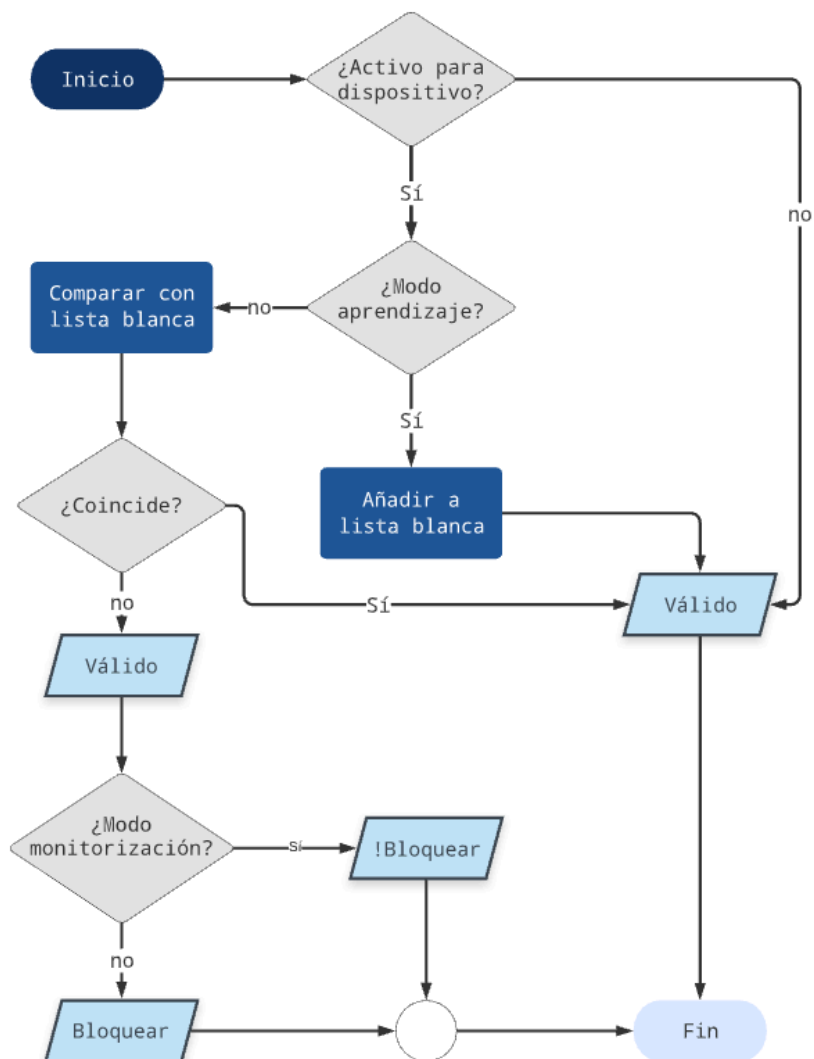 Inicio
¿Activo para
dispositivo?
no
Sí
Comparar con
lista blanca
no
¿Modo
aprendizaje?
Sí
¿Coincide?
Añadir a
lista blanca
Sí
Válido
no
Válido
¿Modo
monitorización?
sí
!Bloquear
no
Bloquear
Fin